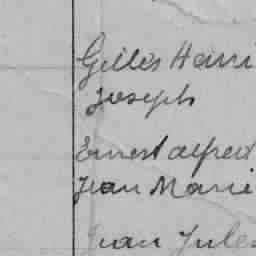 Gilles Henri
Joseph
Ernest alfred
Jean Marie
Jean Jules